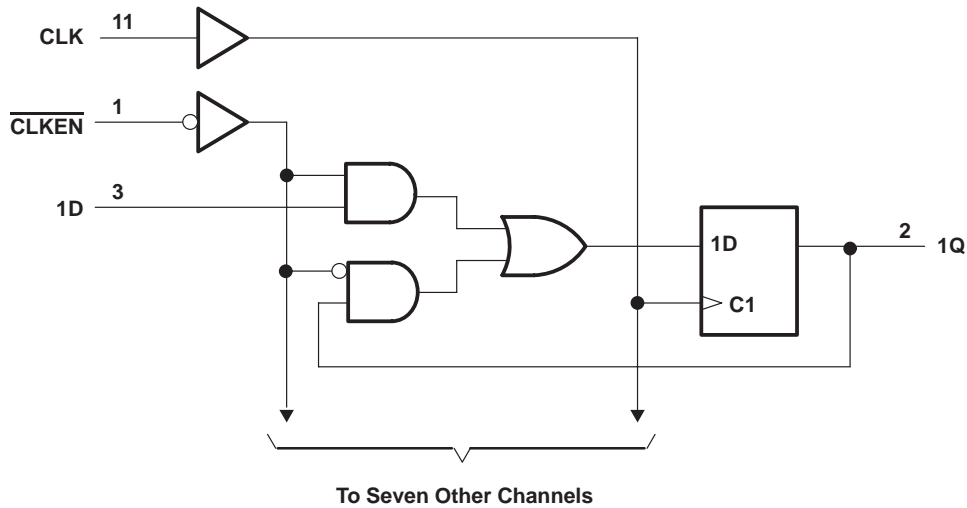 CLK 11
CLKEN 1
1D 3
1D
C1
2 1Q
To Seven Other Channels